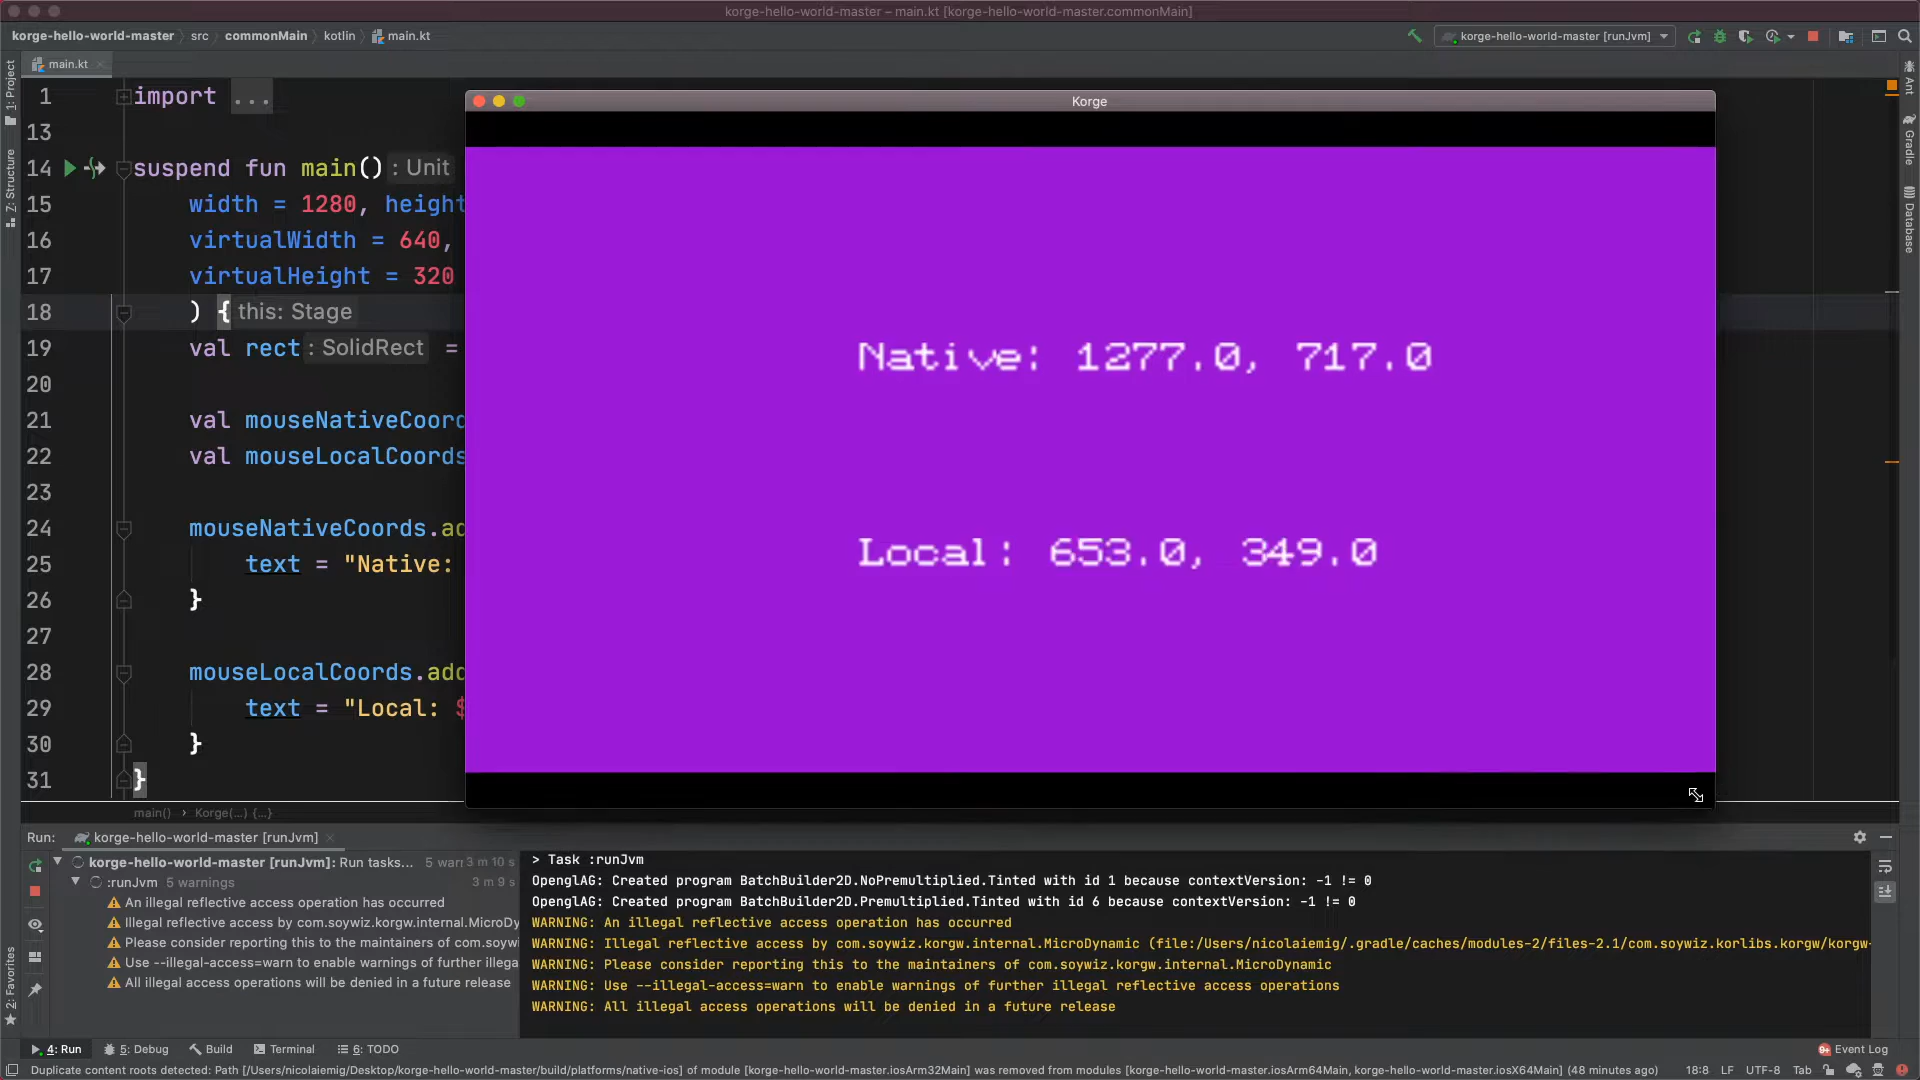 korge-hello-world-master – main.kt [korge-hello-world-master.commonMain]
korge-hello-world-master src commonMain kotlin main.kt
korge-hello-world-master [runJvm]
main.kt
1: Project
Z: Structure
2: Favorites
Ant
Gradle
Database
1 import ...
13
14 suspend fun main() : Unit
15 width = 1280, height
16 virtualWidth = 640,
17 virtualHeight = 320
18 ) { this: Stage
19 val rect : SolidRect =
20
21 val mouseNativeCoord
22 val mouseLocalCoords
23
24 mouseNativeCoords.ad
25 text = "Native:
26 }
27
28 mouseLocalCoords.add
29 text = "Local: $
30 }
31 }
main() › Korge(...) {...}
Korge
Native: 1277.0, 717.0
Local: 653.0, 349.0
Run: korge-hello-world-master [runJvm]
korge-hello-world-master [runJvm]: Run tasks... 5 warr 3 m 10 s
:runJvm 5 warnings 3 m 9 s
An illegal reflective access operation has occurred
Illegal reflective access by com.soywiz.korgw.internal.MicroDy
Please consider reporting this to the maintainers of com.soywi
Use --illegal-access=warn to enable warnings of further illega
All illegal access operations will be denied in a future release
> Task :runJvm
OpenglAG: Created program BatchBuilder2D.NoPremultiplied.Tinted with id 1 because contextVersion: -1 != 0
OpenglAG: Created program BatchBuilder2D.Premultiplied.Tinted with id 6 because contextVersion: -1 != 0
WARNING: An illegal reflective access operation has occurred
WARNING: Illegal reflective access by com.soywiz.korgw.internal.MicroDynamic (file:/Users/nicolaiemig/.gradle/caches/modules-2/files-2.1/com.soywiz.korlibs.korgw/korgw-
WARNING: Please consider reporting this to the maintainers of com.soywiz.korgw.internal.MicroDynamic
WARNING: Use --illegal-access=warn to enable warnings of further illegal reflective access operations
WARNING: All illegal access operations will be denied in a future release
4: Run 5: Debug Build Terminal 6: TODO
9+ Event Log
Duplicate content roots detected: Path [/Users/nicolaiemig/Desktop/korge-hello-world-master/build/platforms/native-ios] of module [korge-hello-world-master.iosArm32Main] was removed from modules [korge-hello-world-master.iosArm64Main, korge-hello-world-master.iosX64Main] (48 minutes ago)
18:8 LF UTF-8 Tab